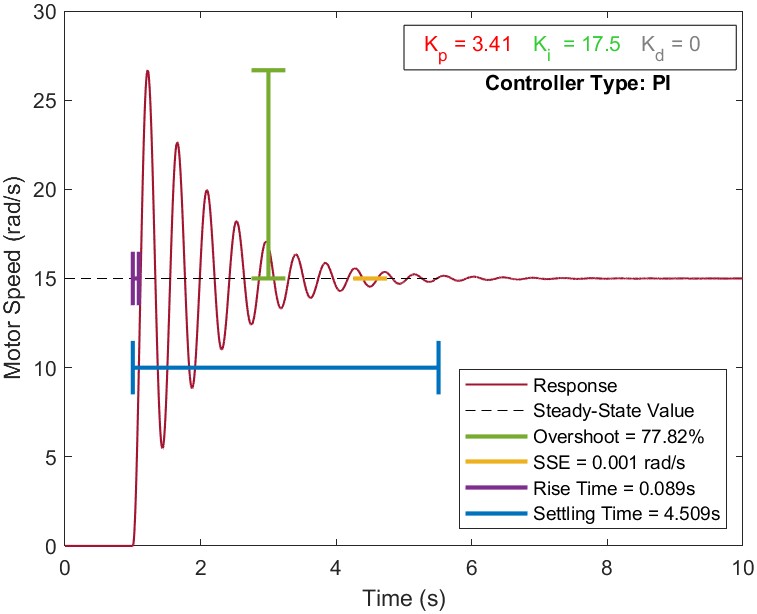 30
25
20
15
10
5
0
Motor Speed (rad/s)
0 2 4 6 8 10
Time (s)
Kp = 3.41 Ki = 17.5 Kd = 0
Controller Type: PI
Response
Steady-State Value
Overshoot = 77.82%
SSE = 0.001 rad/s
Rise Time = 0.089s
Settling Time = 4.509s